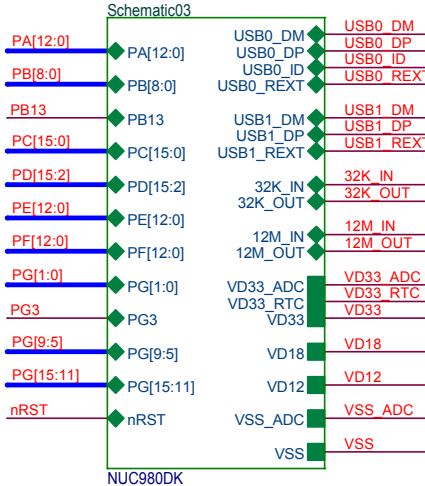 Schematic03
PA[12:0]
PB[8:0]
PB13
PC[15:0]
PD[15:2]
PE[12:0]
PF[12:0]
PG[1:0]
PG3
PG[9:5]
PG[15:11]
nRST
PA[12:0]
PB[8:0]
PB13
PC[15:0]
PD[15:2]
PE[12:0]
PF[12:0]
PG[1:0]
PG3
PG[9:5]
PG[15:11]
nRST
USB0_DM
USB0_DP
USB0_ID
USB0_REXT
USB1_DM
USB1_DP
USB1_REXT
32K_IN
32K_OUT
12M_IN
12M_OUT
VD33_ADC
VD33_RTC
VD33
VD18
VD12
VSS_ADC
VSS
USB0_DM
USB0_DP
USB0_ID
USB0_REXT
USB1_DM
USB1_DP
USB1_REXT
32K_IN
32K_OUT
12M_IN
12M_OUT
VD33_ADC
VD33_RTC
VD33
VD18
VD12
VSS_ADC
VSS
NUC980DK